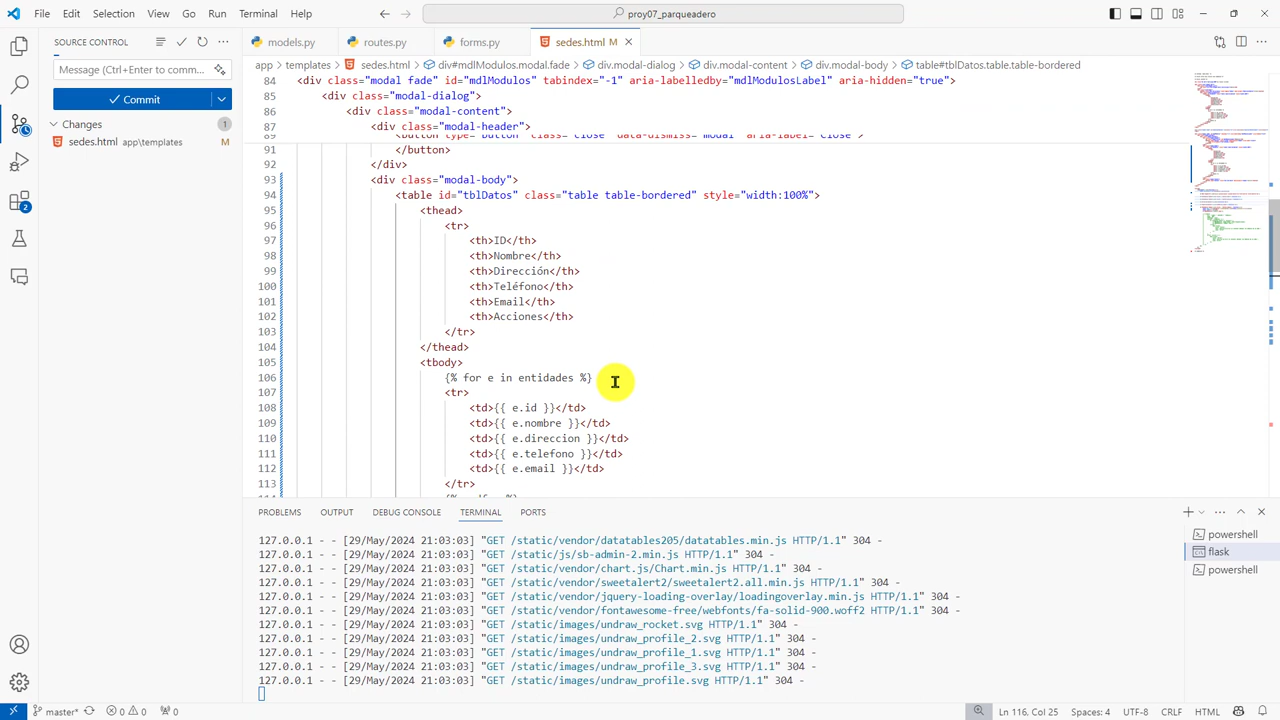 File Edit Selection View Go Run Terminal Help
proy07_parqueadero
SOURCE CONTROL
models.py
routes.py
forms.py
sedes.html M
app > templates > sedes.html > div#mdlModulos.modal.fade > div.modal-dialog > div.modal-content > div.modal-body > table#tblDatos.table.table-bordered
Message (Ctrl+Enter to comm...
Commit
Changes 1
sedes.html app\templates M
2
84 <div class="modal fade" id="mdlModulos" tabindex="-1" aria-labelledby="mdlModulosLabel" aria-hidden="true">
85 <div class="modal-dialog">
86 <div class="modal-content">
87 <div class="modal-header">
89 <button type="button" class="close" data-dismiss="modal" aria-label="Close">
91 </button>
92 </div>
93 <div class="modal-body">
94 <table id="tblDatos" class="table table-bordered" style="width:100%">
95 <thead>
96 <tr>
97 <th>ID</th>
98 <th>Nombre</th>
99 <th>Dirección</th>
100 <th>Teléfono</th>
101 <th>Email</th>
102 <th>Acciones</th>
103 </tr>
104 </thead>
105 <tbody>
106 {% for e in entidades %}
107 <tr>
108 <td>{{ e.id }}</td>
109 <td>{{ e.nombre }}</td>
110 <td>{{ e.direccion }}</td>
111 <td>{{ e.telefono }}</td>
112 <td>{{ e.email }}</td>
113 </tr>
PROBLEMS OUTPUT DEBUG CONSOLE TERMINAL PORTS
127.0.0.1 - - [29/May/2024 21:03:03] "GET /static/vendor/datatables205/datatables.min.js HTTP/1.1" 304 -
127.0.0.1 - - [29/May/2024 21:03:03] "GET /static/js/sb-admin-2.min.js HTTP/1.1" 304 -
127.0.0.1 - - [29/May/2024 21:03:03] "GET /static/vendor/chart.js/Chart.min.js HTTP/1.1" 304 -
127.0.0.1 - - [29/May/2024 21:03:03] "GET /static/vendor/sweetalert2/sweetalert2.all.min.js HTTP/1.1" 304 -
127.0.0.1 - - [29/May/2024 21:03:03] "GET /static/vendor/jquery-loading-overlay/loadingoverlay.min.js HTTP/1.1" 304 -
127.0.0.1 - - [29/May/2024 21:03:03] "GET /static/vendor/fontawesome-free/webfonts/fa-solid-900.woff2 HTTP/1.1" 304 -
127.0.0.1 - - [29/May/2024 21:03:03] "GET /static/images/undraw_rocket.svg HTTP/1.1" 304 -
127.0.0.1 - - [29/May/2024 21:03:03] "GET /static/images/undraw_profile_2.svg HTTP/1.1" 304 -
127.0.0.1 - - [29/May/2024 21:03:03] "GET /static/images/undraw_profile_1.svg HTTP/1.1" 304 -
127.0.0.1 - - [29/May/2024 21:03:03] "GET /static/images/undraw_profile_3.svg HTTP/1.1" 304 -
127.0.0.1 - - [29/May/2024 21:03:03] "GET /static/images/undraw_profile.svg HTTP/1.1" 304 -
powershell
flask
powershell
master* 0 0 0 Ln 116, Col 25 Spaces: 4 UTF-8 CRLF HTML